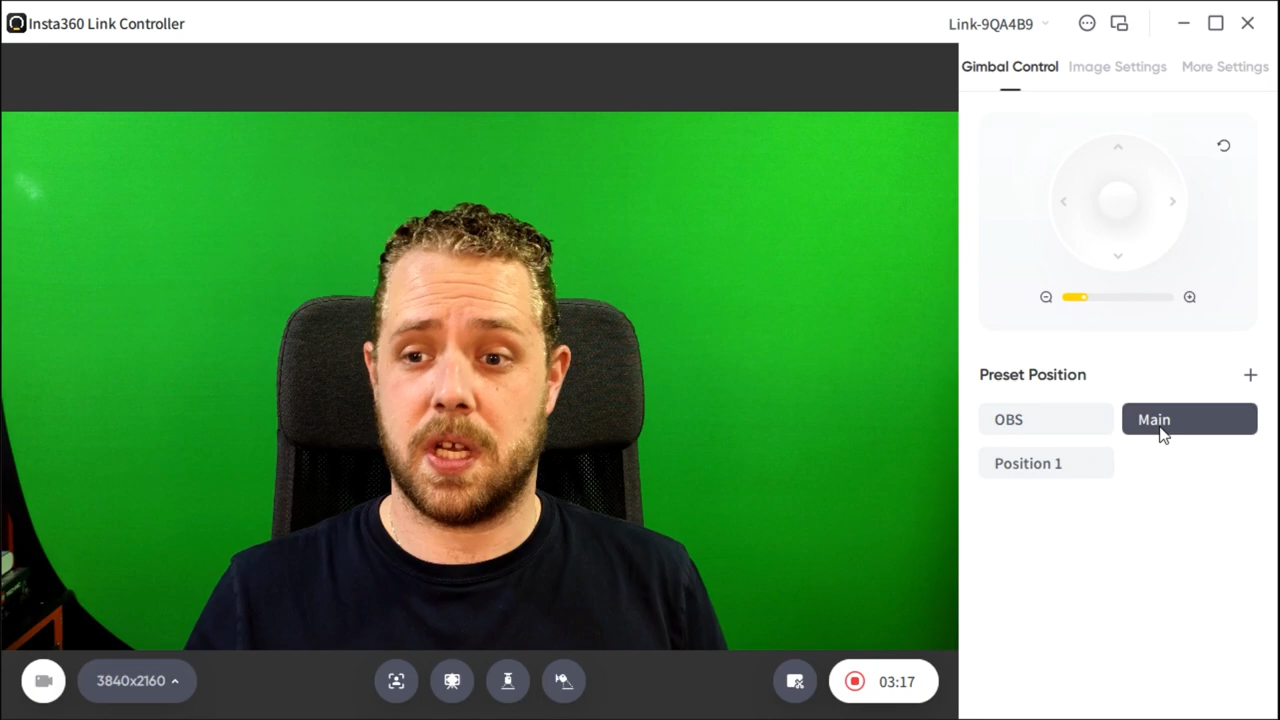 Insta360 Link Controller
Link-9QA4B9
Gimbal Control Image Settings More Settings
Preset Position
OBS Main
Position 1
3840x2160
03:17